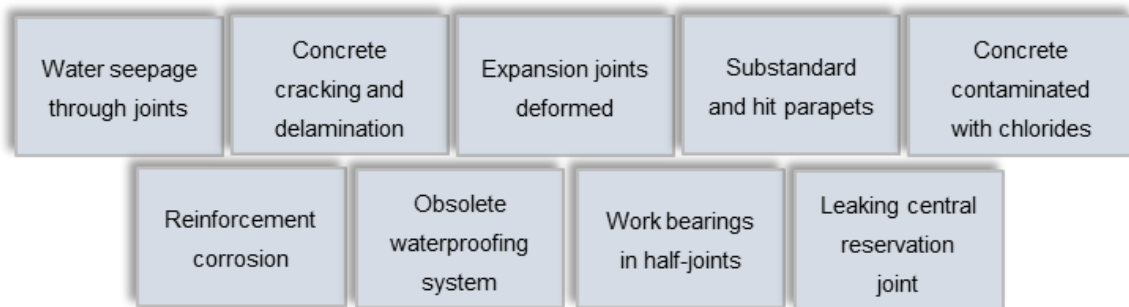 Water seepage
through joints
Concrete
cracking and
delamination
Expansion joints
deformed
Substandard
and hit parapets
Concrete
contaminated
with chlorides
Reinforcement
corrosion
Obsolete
waterproofing
system
Work bearings
in half-joints
Leaking central
reservation
joint